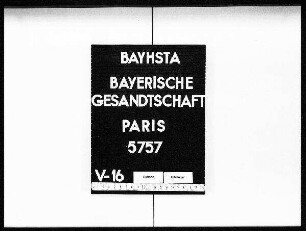 BAYHSTA
BAYERISCHE
GESANDTSCHAFT
PARIS
5757
V-16